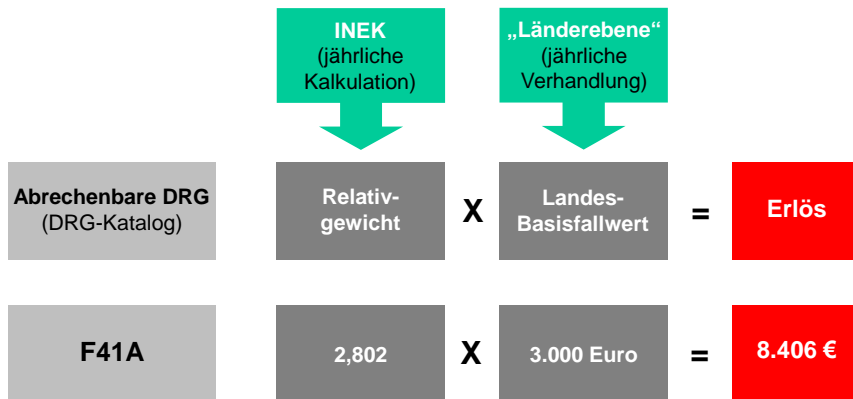 INEK
(jährliche
Kalkulation)
„Länderebene“
(jährliche
Verhandlung)
Abrechenbare DRG
(DRG-Katalog)
Relativ-
gewicht
X
Landes-
Basisfallwert
=
Erlös
F41A
2,802
X
3.000 Euro
=
8.406 €